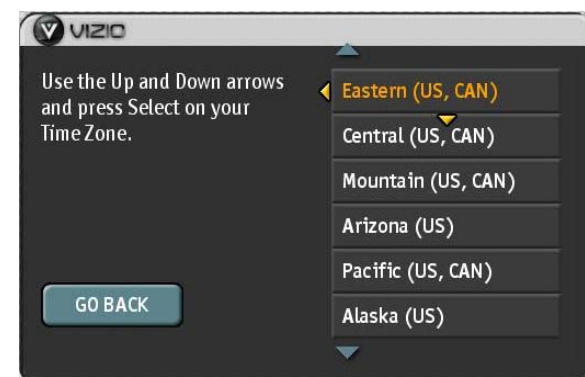 VIZIO
Use the Up and Down arrows
and press Select on your
Time Zone.
GO BACK
Eastern (US, CAN)
Central (US, CAN)
Mountain (US, CAN)
Arizona (US)
Pacific (US, CAN)
Alaska (US)